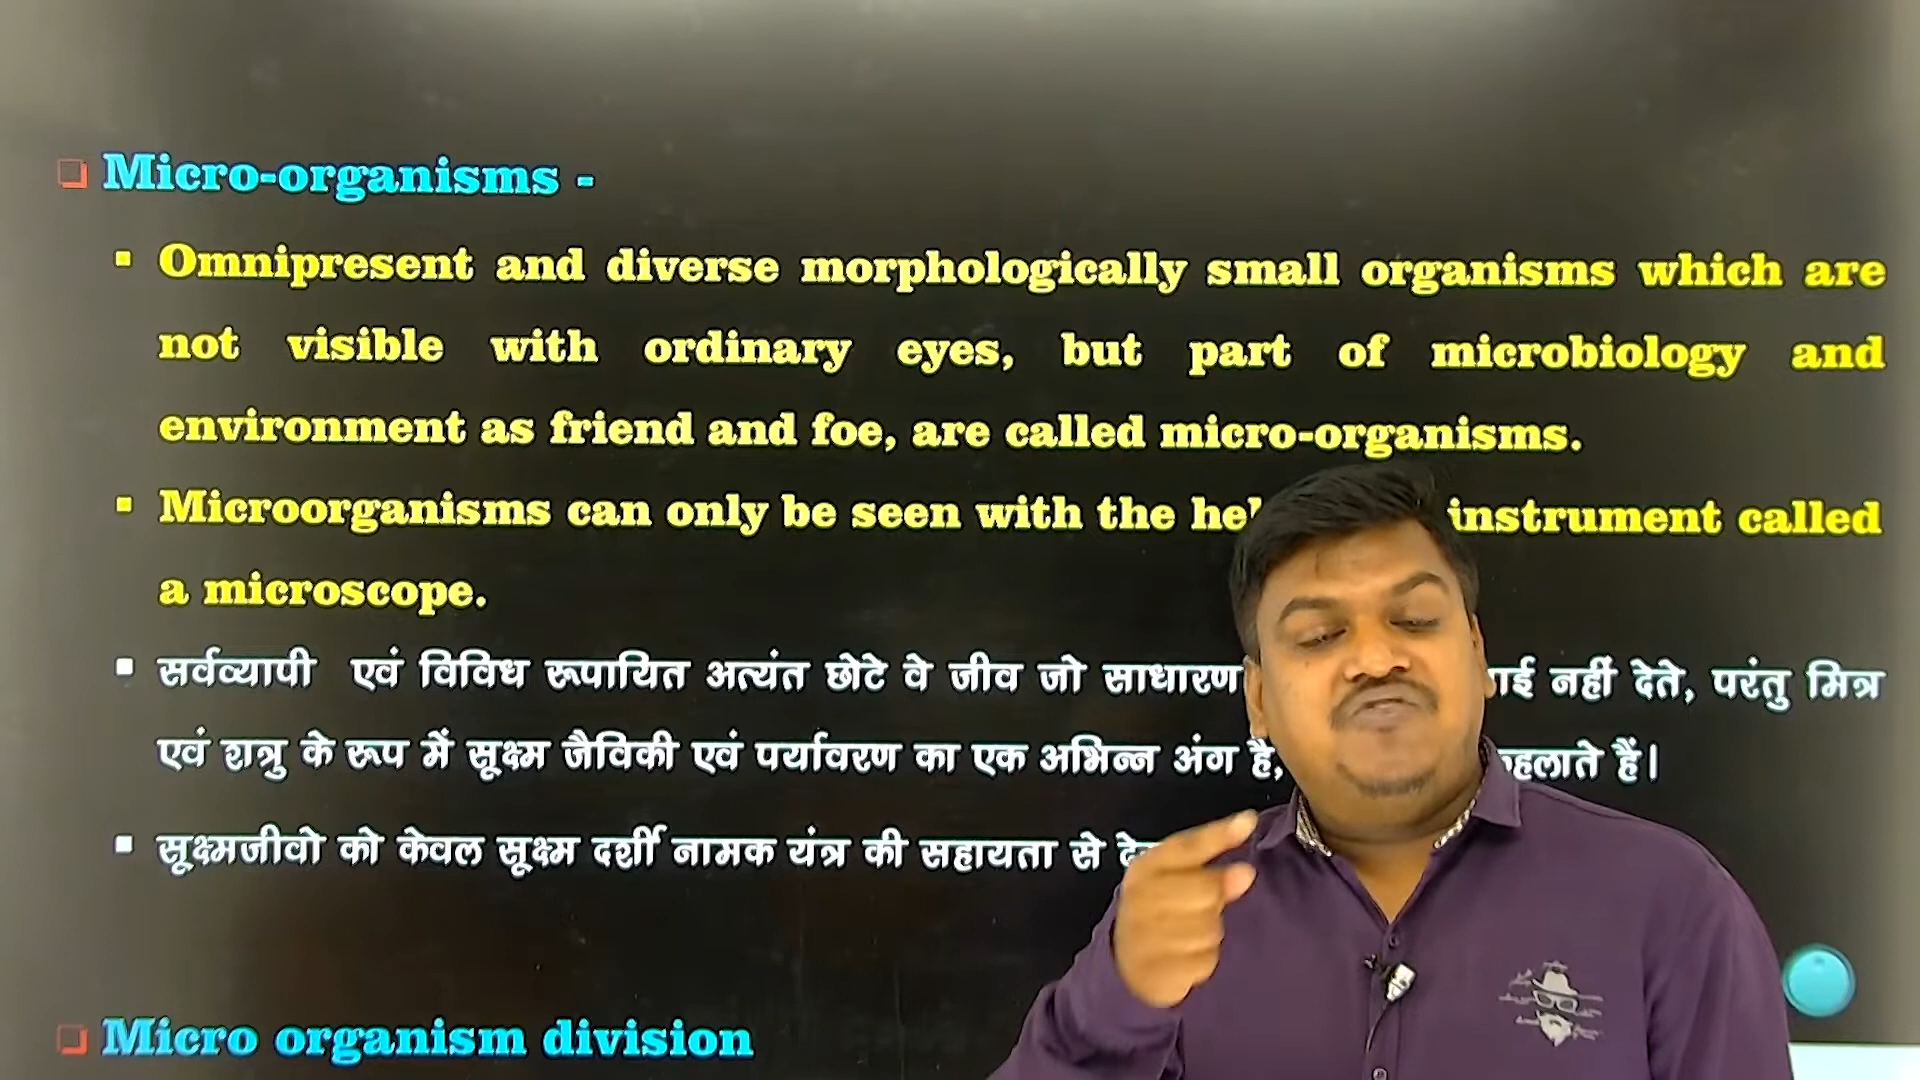 Micro-organisms -
Omnipresent and diverse morphologically small organisms which are
not visible with ordinary eyes, but part of microbiology and
environment as friend and foe, are called micro-organisms.
Microorganisms can only be seen with the instrument called
a microscope.
सर्वव्यापी एवं विविध रूपायित अत्यंत छोटे वे जीव जो साधारण नहीं देते, परंतु मित्र
एवं शत्रु के रूप में सूक्ष्म जैविकी एवं पर्यावरण का एक अभिन्न अंग है, कहलाते हैं।
सूक्ष्मजीवो को केवल सूक्ष्म दर्शी नामक यंत्र की सहायता से
Micro organism division